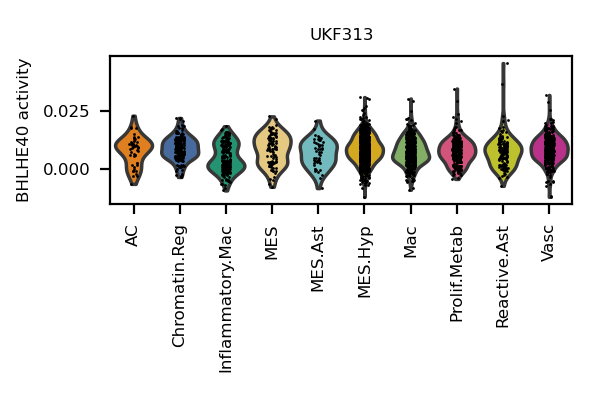 UKF313
BHLHE40 activity
0.025
0.000
AC
Chromatin.Reg
Inflammatory.Mac
MES
MES.Ast
MES.Hyp
Mac
Prolif.Metab
Reactive.Ast
Vasc